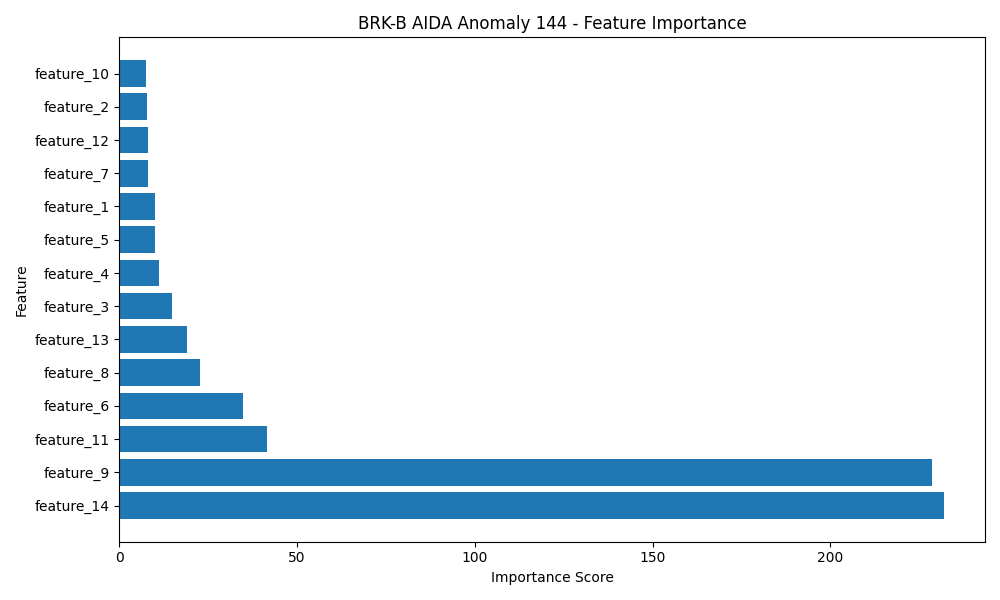 BRK-B AIDA Anomaly 144 - Feature Importance
Feature
feature_10
feature_2
feature_12
feature_7
feature_1
feature_5
feature_4
feature_3
feature_13
feature_8
feature_6
feature_11
feature_9
feature_14
0 50 100 150 200
Importance Score